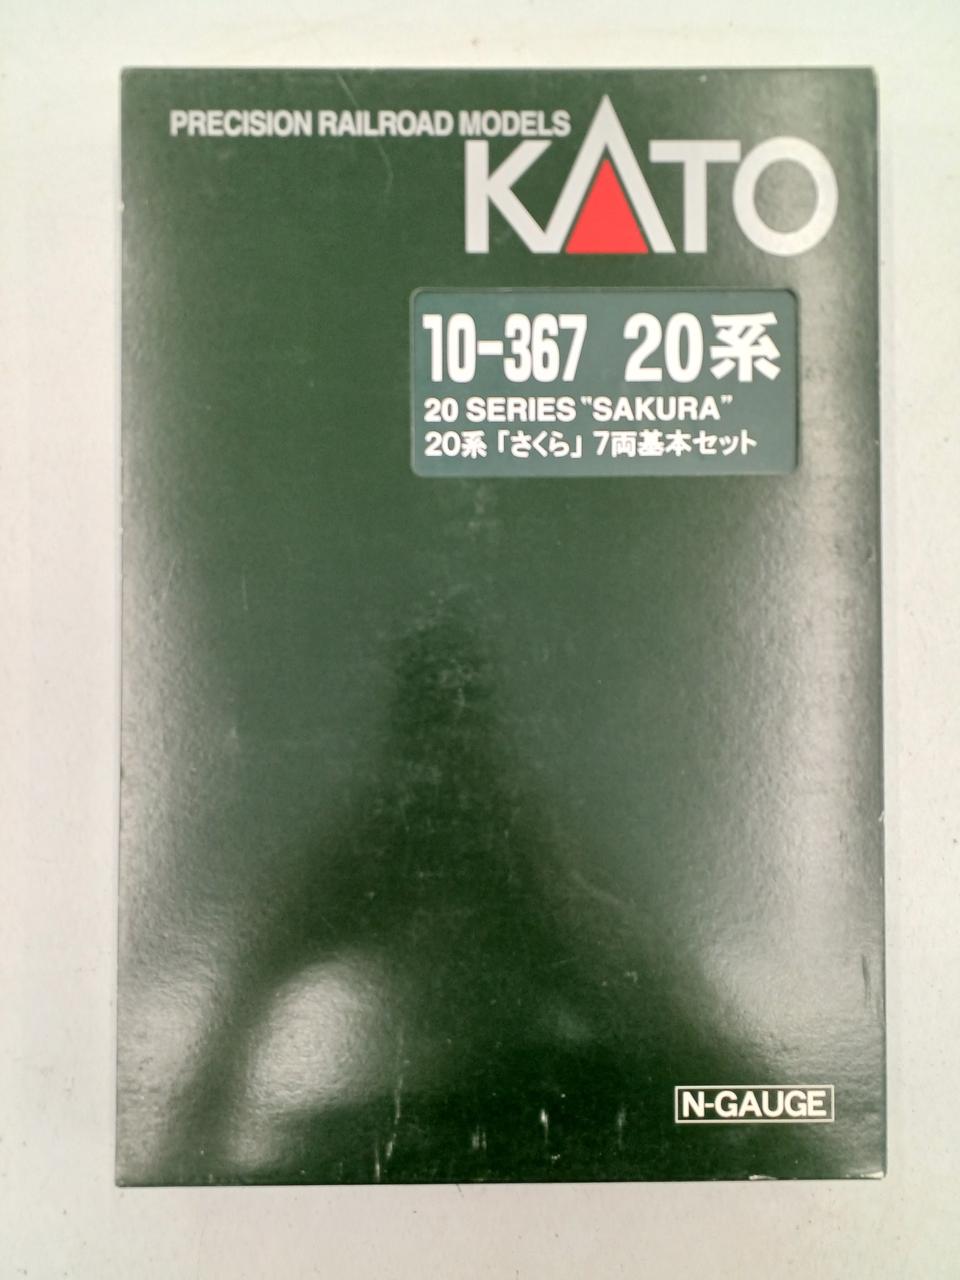 PRECISION RAILROAD MODELS
KATO
10-367 20系
20 SERIES "SAKURA"
20系「さくら」7両基本セット
N-GAUGE